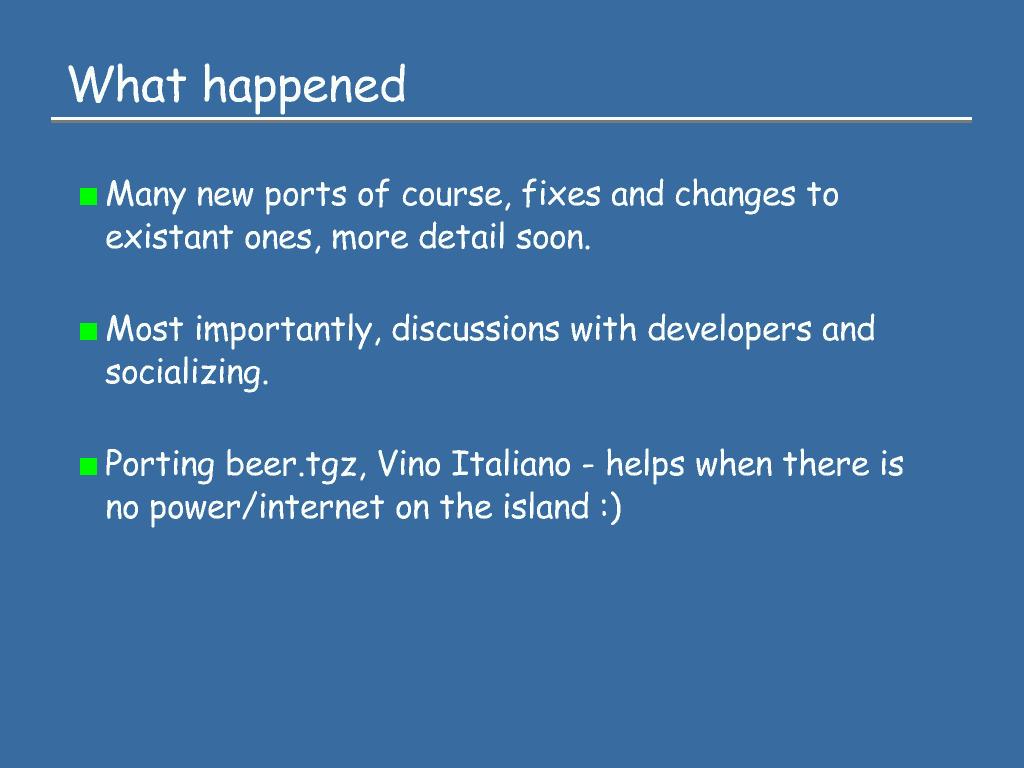 What happened
Many new ports of course, fixes and changes to
existant ones, more detail soon.
Most importantly, discussions with developers and
socializing.
Porting beer.tgz, Vino Italiano - helps when there is
no power/internet on the island :)